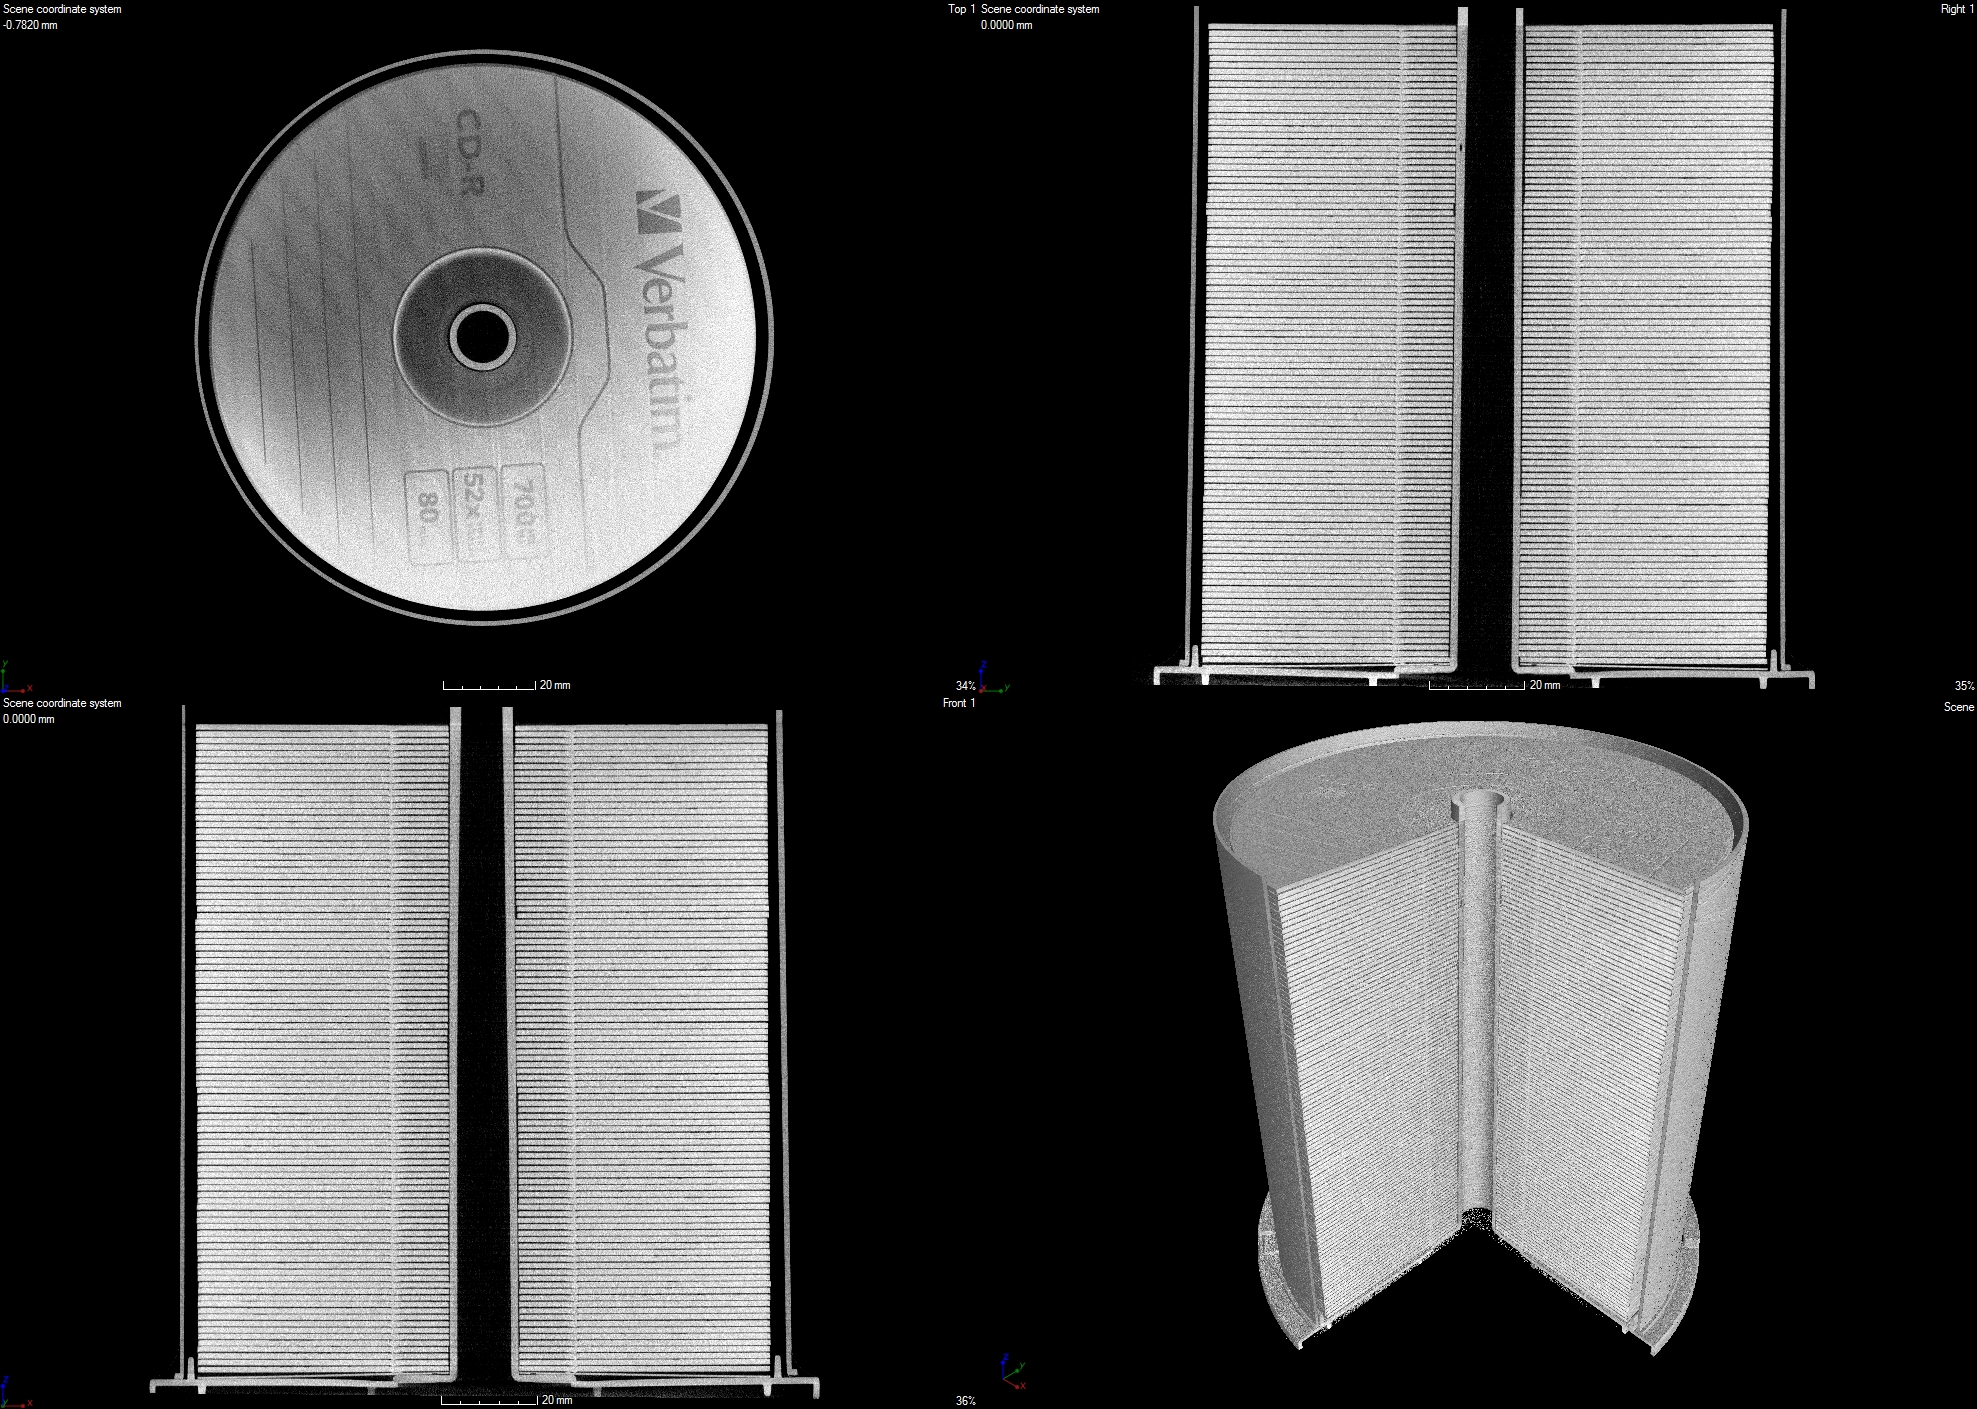 Scene coordinate system
-0.7820 mm
Top 1
CD-R
Verbatim
700MB
52x
80
20 mm
34%
Scene coordinate system
0.0000 mm
Right 1
20 mm
35%
Scene coordinate system
0.0000 mm
Front 1
20 mm
36%
Scene